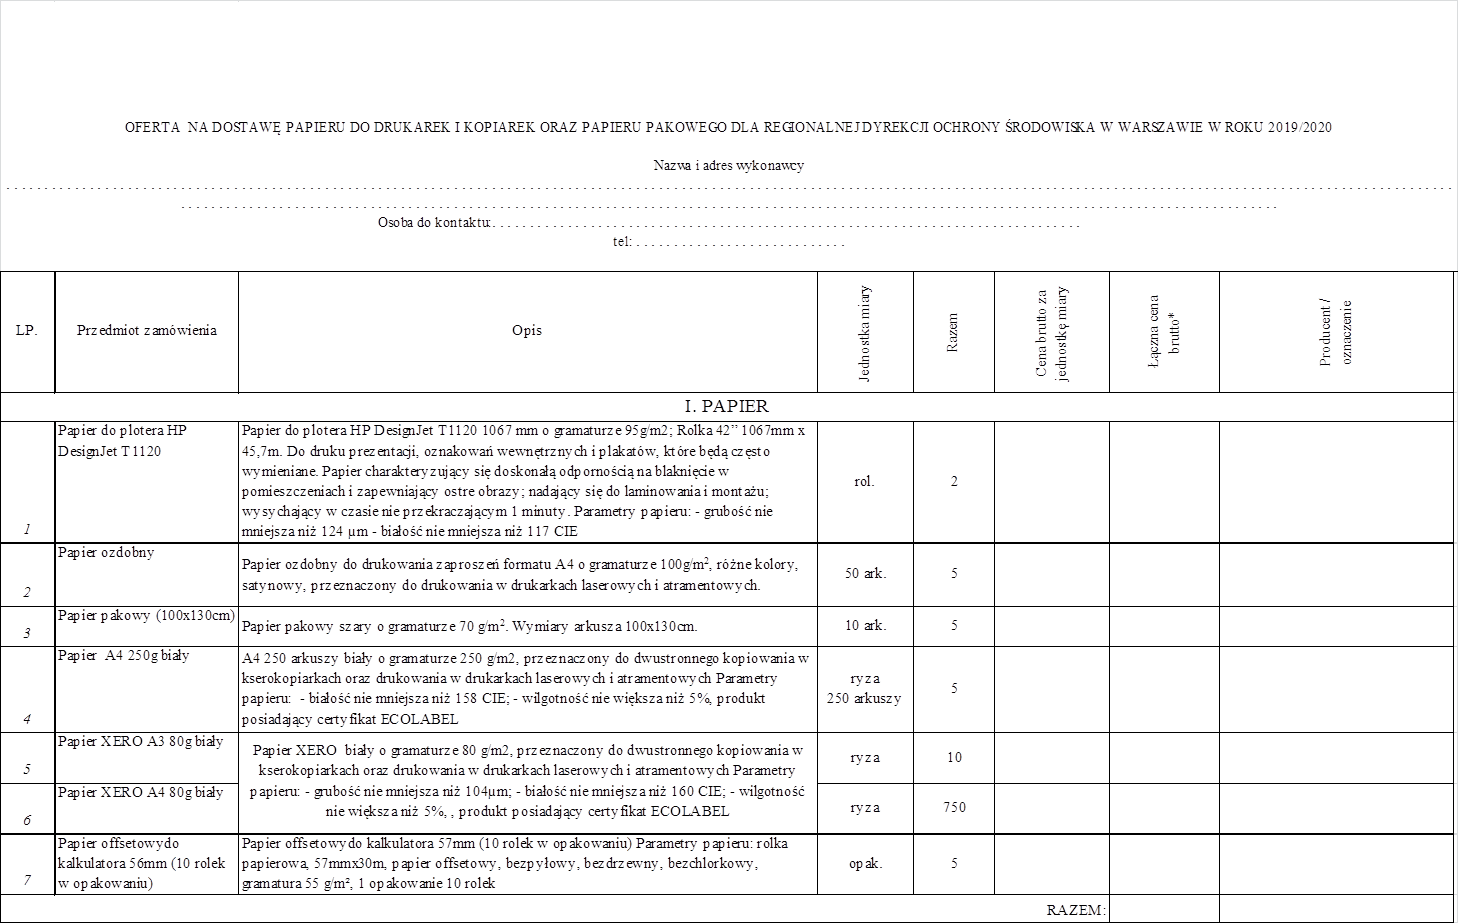 OFERTA NA DOSTAWĘ PAPIERU DO DRUKAREK I KOPIAREK ORAZ PAPIERU PAKOWEGO DLA REGIONALNEJ DYREKCJI OCHRONY ŚRODOWISKA W WARSZAWIE W ROKU 2019/2020
Nazwa i adres wykonawcy
Osoba do kontaktu:
tel:
LP.
Przedmiot zamówienia
Opis
Jednostka miary
Razem
Cena brutto za
jednostkę miary
Łączna cena
brutto*
Producent /
oznaczenie
I. PAPIER
1
Papier do plotera HP
DesignJet T1120
Papier do plotera HP DesignJet T1120 1067 mm o gramaturze 95g/m2; Rolka 42” 1067mm x
45,7m. Do druku prezentacji, oznakowań wewnętrznych i plakatów, które będą często
wymieniane. Papier charakteryzujący się doskonałą odpornością na blaknięcie w
pomieszczeniach i zapewniający ostre obrazy; nadający się do laminowania i montażu;
wysychający w czasie nie przekraczającym 1 minuty. Parametry papieru: - grubość nie
mniejsza niż 124 µm - białość nie mniejsza niż 117 CIE
rol.
2
2
Papier ozdobny
Papier ozdobny do drukowania zaproszeń formatu A4 o gramaturze 100g/m², różne kolory,
satynowy, przeznaczony do drukowania w drukarkach laserowych i atramentowych.
50 ark.
5
3
Papier pakowy (100x130cm)
Papier pakowy szary o gramaturze 70 g/m². Wymiary arkusza 100x130cm.
10 ark.
5
4
Papier A4 250g biały
A4 250 arkuszy biały o gramaturze 250 g/m2, przeznaczony do dwustronnego kopiowania w
kserokopiarkach oraz drukowania w drukarkach laserowych i atramentowych Parametry
papieru: - białość nie mniejsza niż 158 CIE; - wilgotność nie większa niż 5%, produkt
posiadający certyfikat ECOLABEL
ryza
250 arkuszy
5
5
Papier XERO A3 80g biały
Papier XERO biały o gramaturze 80 g/m2, przeznaczony do dwustronnego kopiowania w
kserokopiarkach oraz drukowania w drukarkach laserowych i atramentowych Parametry
papieru: - grubość nie mniejsza niż 104µm; - białość nie mniejsza niż 160 CIE; - wilgotność
nie większa niż 5%, , produkt posiadający certyfikat ECOLABEL
ryza
10
6
Papier XERO A4 80g biały
ryza
750
7
Papier offsetowy do
kalkulatora 56mm (10 rolek
w opakowaniu)
Papier offsetowy do kalkulatora 57mm (10 rolek w opakowaniu) Parametry papieru: rolka
papierowa, 57mmx30m, papier offsetowy, bezpyłowy, bezdrzewny, bezchlorkowy,
gramatura 55 g/m², 1 opakowanie 10 rolek
opak.
5
RAZEM: